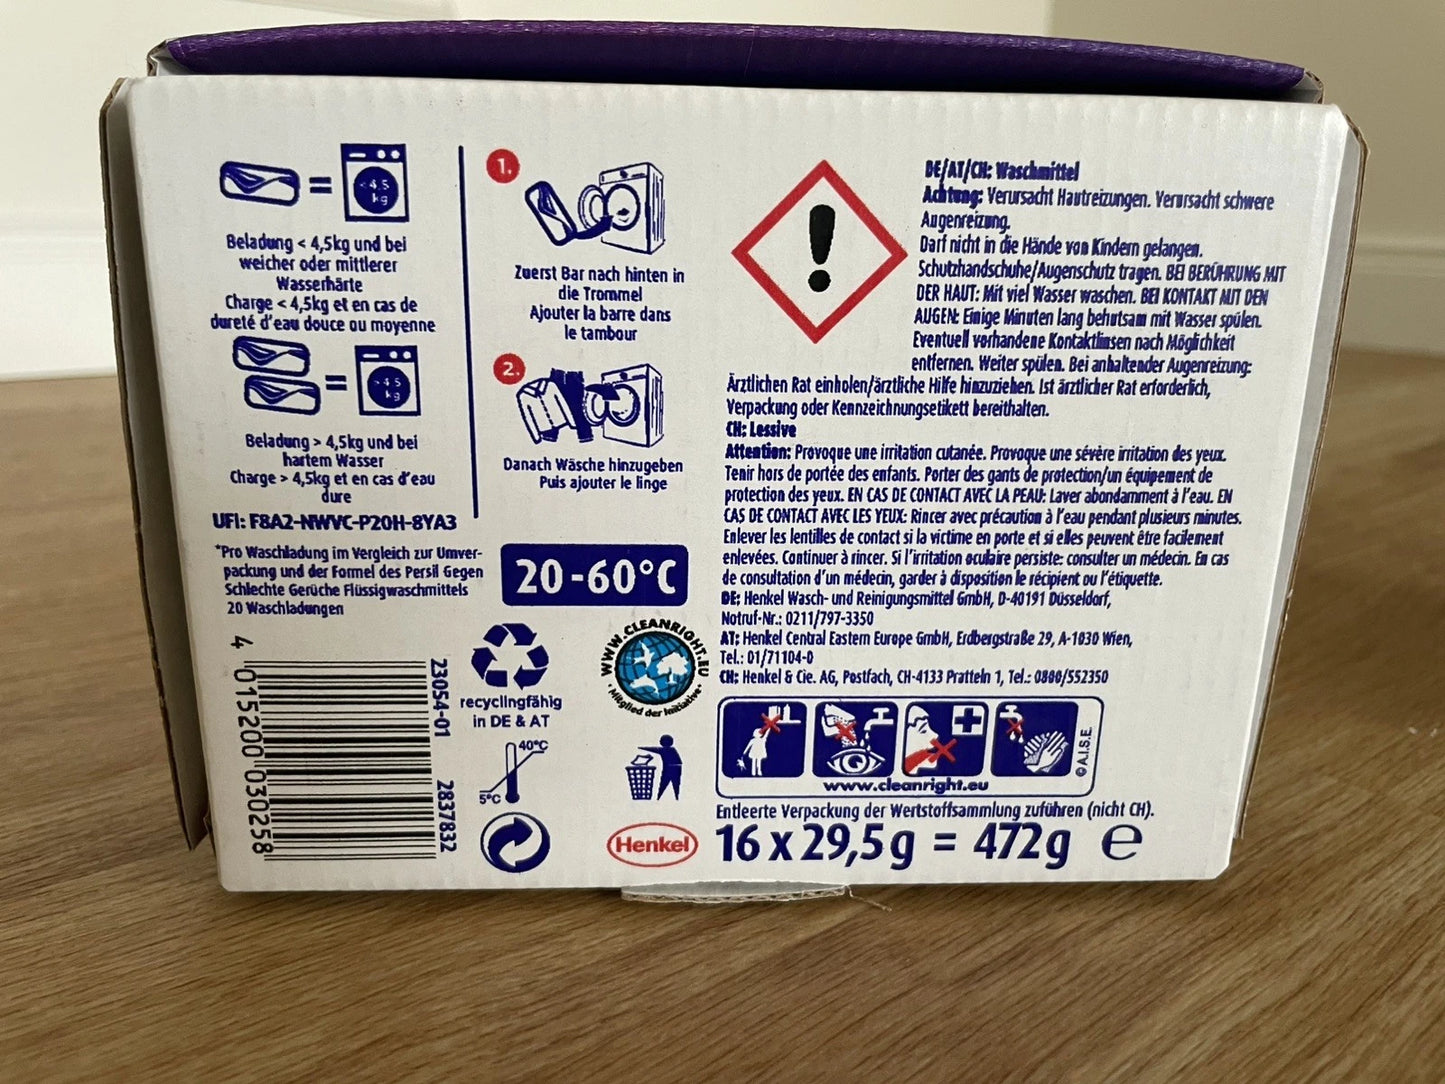 < 4,5
kg
Beladung < 4,5kg und bei
weicher oder mittlerer
Wasserhärte
Charge < 4,5kg et en cas de
dureté d'eau douce ou moyenne
> 4,5
kg
Beladung > 4,5kg und bei
hartem Wasser
Charge > 4,5kg et en cas d'eau
dure
UFI: F8A2-NWVC-P20H-8YA3
*Pro Waschladung im Vergleich zur Umver-
packung und der Formel des Persil Gegen
Schlechte Gerüche Flüssigwaschmittels
20 Waschladungen
4 015200 030258
23054-01
2837832
1.
Zuerst Bar nach hinten in
die Trommel
Ajouter la barre dans
le tambour
2.
Danach Wäsche hinzugeben
Puis ajouter le linge
20-60°C
recyclingfähig
in DE & AT
WWW.CLEANRIGHT.EU
Mitglied der Initiative
40°C
5°C
Henkel
DE/AT/CH: Waschmittel
Achtung: Verursacht Hautreizungen. Verursacht schwere
Augenreizung.
Darf nicht in die Hände von Kindern gelangen.
Schutzhandschuhe/Augenschutz tragen. BEI BERÜHRUNG MIT
DER HAUT: Mit viel Wasser waschen. BEI KONTAKT MIT DEN
AUGEN: Einige Minuten lang behutsam mit Wasser spülen.
Eventuell vorhandene Kontaktlinsen nach Möglichkeit
entfernen. Weiter spülen. Bei anhaltender Augenreizung:
Ärztlichen Rat einholen/ärztliche Hilfe hinzuziehen. Ist ärztlicher Rat erforderlich,
Verpackung oder Kennzeichnungsetikett bereithalten.
CH: Lessive
Attention: Provoque une irritation cutanée. Provoque une sévère irritation des yeux.
Tenir hors de portée des enfants. Porter des gants de protection/un équipement de
protection des yeux. EN CAS DE CONTACT AVEC LA PEAU: Laver abondamment à l'eau. EN
CAS DE CONTACT AVEC LES YEUX: Rincer avec précaution à l'eau pendant plusieurs minutes.
Enlever les lentilles de contact si la victime en porte et si elles peuvent être facilement
enlevées. Continuer à rincer. Si l'irritation oculaire persiste: consulter un médecin. En cas
de consultation d'un médecin, garder à disposition le récipient ou l'étiquette.
DE: Henkel Wasch- und Reinigungsmittel GmbH, D-40191 Düsseldorf,
Notruf-Nr.: 0211/797-3350
AT: Henkel Central Eastern Europe GmbH, Erdbergstraße 29, A-1030 Wien,
Tel.: 01/71104-0
CH: Henkel & Cie. AG, Postfach, CH-4133 Pratteln 1, Tel.: 0800/552350
www.cleanright.eu
©A.I.S.E.
Entleerte Verpackung der Wertstoffsammlung zuführen (nicht CH).
16 x 29,5g = 472g e